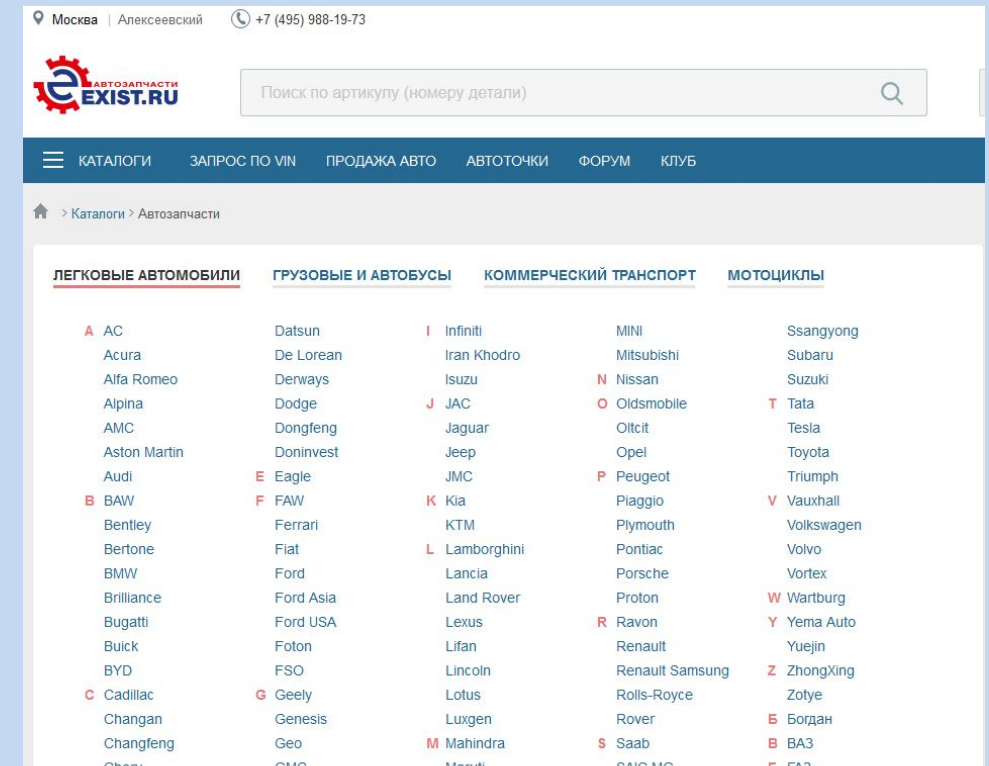 Москва | Алексеевский +7 (495) 988-19-73
АВТОЗАПЧАСТИ
EXIST.RU
Поиск по артикулу (номеру детали)
КАТАЛОГИ ЗАПРОС ПО VIN ПРОДАЖА АВТО АВТОТОЧКИ ФОРУМ КЛУБ
> Каталоги > Автозапчасти
ЛЕГКОВЫЕ АВТОМОБИЛИ ГРУЗОВЫЕ И АВТОБУСЫ КОММЕРЧЕСКИЙ ТРАНСПОРТ МОТОЦИКЛЫ
A AC
Acura
Alfa Romeo
Alpina
AMC
Aston Martin
Audi
B BAW
Bentley
Bertone
BMW
Brilliance
Bugatti
Buick
BYD
C Cadillac
Changan
Changfeng
Datsun
De Lorean
Derways
Dodge
Dongfeng
Doninvest
E Eagle
F FAW
Ferrari
Fiat
Ford
Ford Asia
Ford USA
Foton
FSO
G Geely
Genesis
Geo
I Infiniti
Iran Khodro
Isuzu
J JAC
Jaguar
Jeep
JMC
K Kia
KTM
L Lamborghini
Lancia
Land Rover
Lexus
Lifan
Lincoln
Lotus
Luxgen
M Mahindra
MINI
Mitsubishi
N Nissan
O Oldsmobile
Oltcit
Opel
P Peugeot
Piaggio
Plymouth
Pontiac
Porsche
Proton
R Ravon
Renault
Renault Samsung
Rolls-Royce
Rover
S Saab
Ssangyong
Subaru
Suzuki
T Tata
Tesla
Toyota
Triumph
V Vauxhall
Volkswagen
Volvo
Vortex
W Wartburg
Y Yema Auto
Yuejin
Z ZhongXing
Zotye
Б Богдан
В ВАЗ